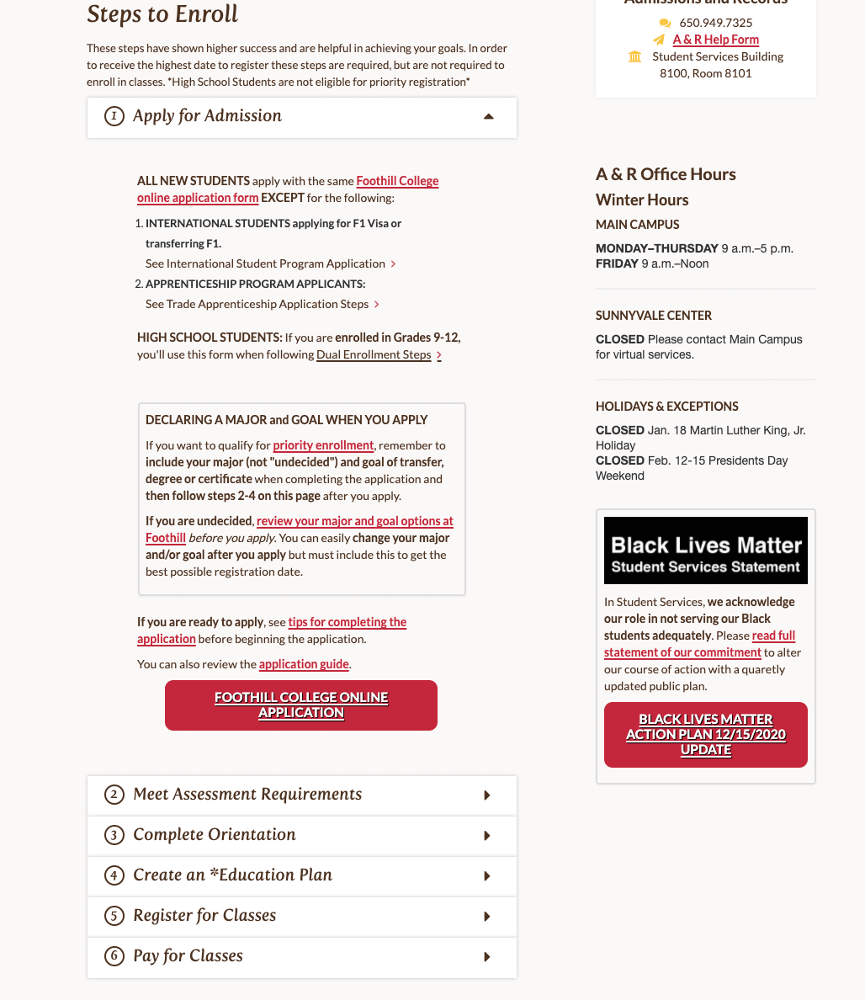 Steps to Enroll
These steps have shown higher success and are helpful in achieving your goals. In order
to receive the highest date to register these steps are required, but are not required to
enroll in classes. *High School Students are not eligible for priority registration*
1 Apply for Admission
ALL NEW STUDENTS apply with the same Foothill College
online application form EXCEPT for the following:
1. INTERNATIONAL STUDENTS applying for F1 Visa or
transferring F1.
See International Student Program Application
2. APPRENTICESHIP PROGRAM APPLICANTS:
See Trade Apprenticeship Application Steps
HIGH SCHOOL STUDENTS: If you are enrolled in Grades 9-12,
you'll use this form when following Dual Enrollment Steps
DECLARING A MAJOR and GOAL WHEN YOU APPLY
If you want to qualify for priority enrollment, remember to
include your major (not "undecided") and goal of transfer,
degree or certificate when completing the application and
then follow steps 2-4 on this page after you apply.
If you are undecided, review your major and goal options at
Foothill before you apply. You can easily change your major
and/or goal after you apply but must include this to get the
best possible registration date.
If you are ready to apply, see tips for completing the
application before beginning the application.
You can also review the application guide.
FOOTHILL COLLEGE ONLINE
APPLICATION
2 Meet Assessment Requirements
3 Complete Orientation
4 Create an *Education Plan
5 Register for Classes
6 Pay for Classes
Admissions and Records
650.949.7325
A & R Help Form
Student Services Building
8100, Room 8101
A & R Office Hours
Winter Hours
MAIN CAMPUS
MONDAY–THURSDAY 9 a.m.–5 p.m.
FRIDAY 9 a.m.–Noon
SUNNYVALE CENTER
CLOSED Please contact Main Campus
for virtual services.
HOLIDAYS & EXCEPTIONS
CLOSED Jan. 18 Martin Luther King, Jr.
Holiday
CLOSED Feb. 12-15 Presidents Day
Weekend
Black Lives Matter
Student Services Statement
In Student Services, we acknowledge
our role in not serving our Black
students adequately. Please read full
statement of our commitment to alter
our course of action with a quaretly
updated public plan.
BLACK LIVES MATTER
ACTION PLAN 12/15/2020
UPDATE